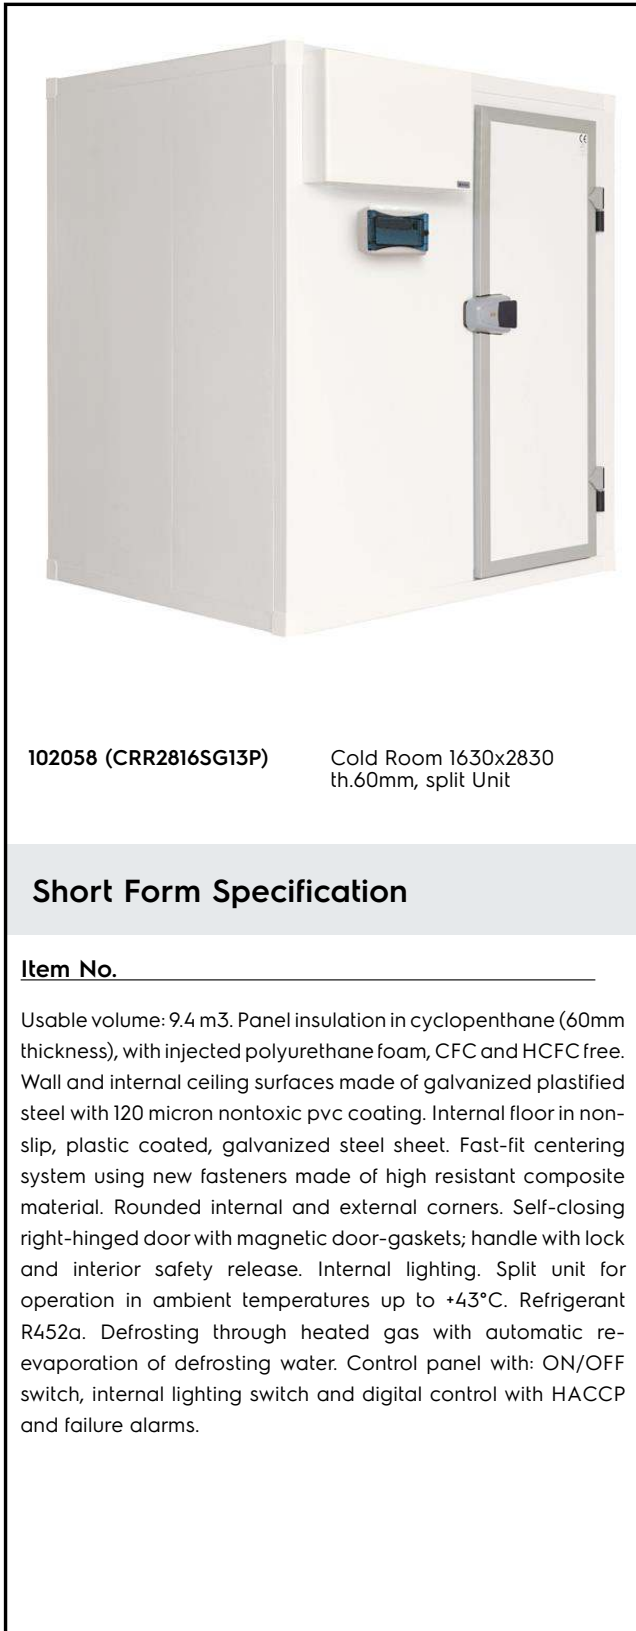 CE
102058 (CRR2816SG13P)
Cold Room 1630x2830
th.60mm, split Unit
Short Form Specification
Item No.
Usable volume: 9.4 m3. Panel insulation in cyclopenthane (60mm
thickness), with injected polyurethane foam, CFC and HCFC free.
Wall and internal ceiling surfaces made of galvanized plastified
steel with 120 micron nontoxic pvc coating. Internal floor in non-
slip, plastic coated, galvanized steel sheet. Fast-fit centering
system using new fasteners made of high resistant composite
material. Rounded internal and external corners. Self-closing
right-hinged door with magnetic door-gaskets; handle with lock
and interior safety release. Internal lighting. Split unit for
operation in ambient temperatures up to +43°C. Refrigerant
R452a. Defrosting through heated gas with automatic re-
evaporation of defrosting water. Control panel with: ON/OFF
switch, internal lighting switch and digital control with HACCP
and failure alarms.